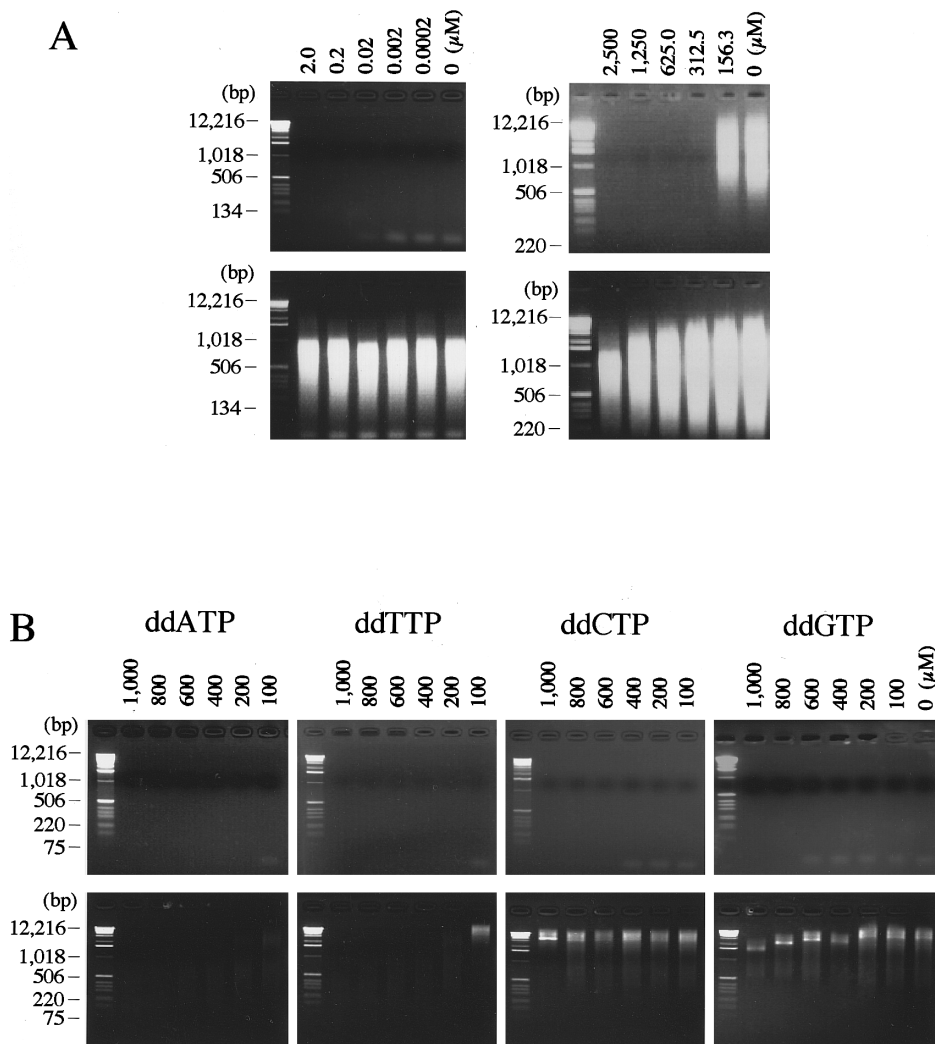 A
2.0 0.2 0.02 0.002 0.0002 0 (μM)
2,500 1,250 625.0 312.5 156.3 0 (μM)
(bp)
12,216
1,018
506
134
(bp)
12,216
1,018
506
220
(bp)
12,216
1,018
506
134
(bp)
12,216
1,018
506
220
B
ddATP ddTTP ddCTP ddGTP
1,000 800 600 400 200 100
1,000 800 600 400 200 100
1,000 800 600 400 200 100
1,000 800 600 400 200 100 0 (μM)
(bp)
12,216
1,018
506
220
75
(bp)
12,216
1,018
506
220
75